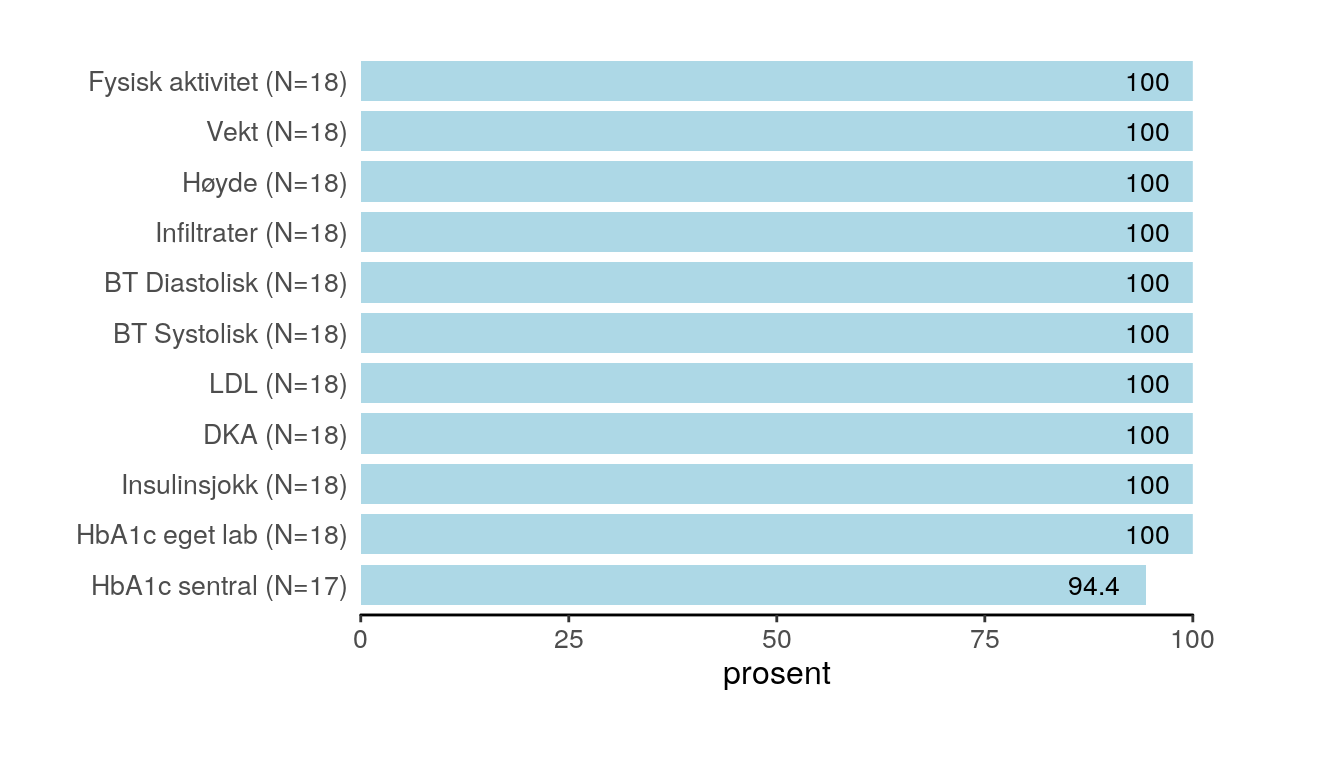 Fysisk aktivitet (N=18) 100
Vekt (N=18) 100
Høyde (N=18) 100
Infiltrater (N=18) 100
BT Diastolisk (N=18) 100
BT Systolisk (N=18) 100
LDL (N=18) 100
DKA (N=18) 100
Insulinsjokk (N=18) 100
HbA1c eget lab (N=18) 100
HbA1c sentral (N=17) 94.4
0 25 50 75 100
prosent